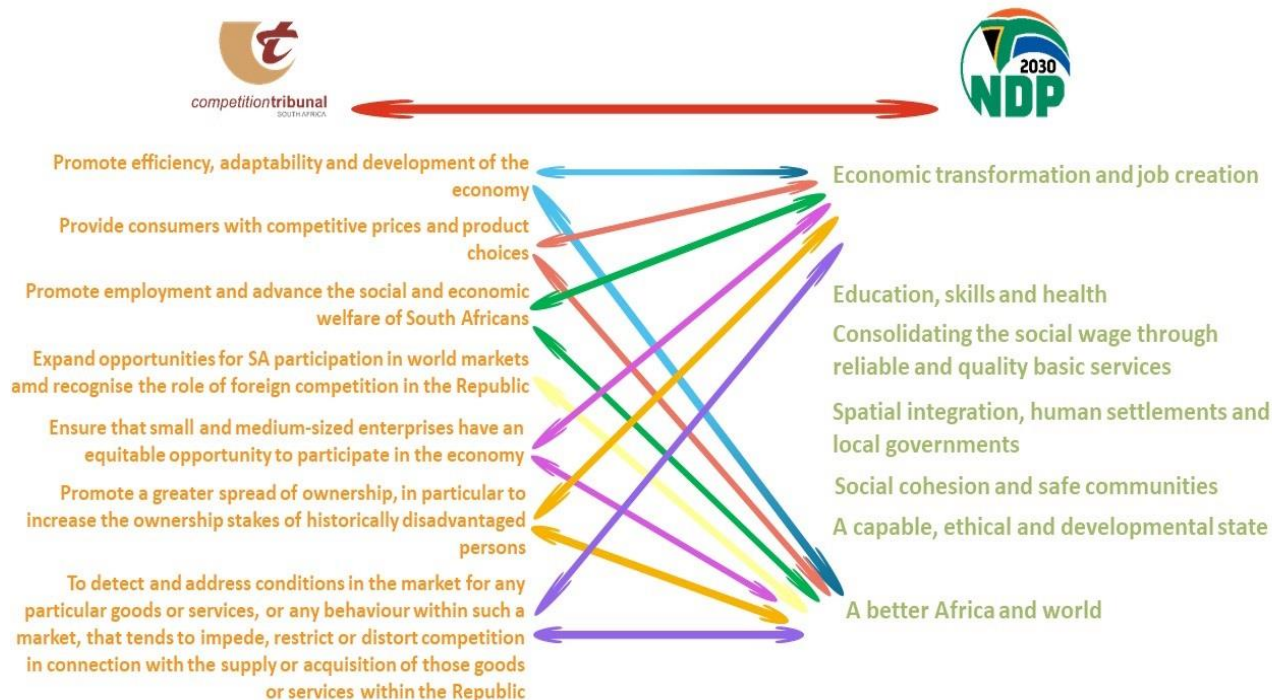 competitiontribunal
SOUTH AFRICA
2030
NDP
Promote efficiency, adaptability and development of the
economy
Provide consumers with competitive prices and product
choices
Promote employment and advance the social and economic
welfare of South Africans
Expand opportunities for SA participation in world markets
amd recognise the role of foreign competition in the Republic
Ensure that small and medium-sized enterprises have an
equitable opportunity to participate in the economy
Promote a greater spread of ownership, in particular to
increase the ownership stakes of historically disadvantaged
persons
To detect and address conditions in the market for any
particular goods or services, or any behaviour within such a
market, that tends to impede, restrict or distort competition
in connection with the supply or acquisition of those goods
or services within the Republic
Economic transformation and job creation
Education, skills and health
Consolidating the social wage through
reliable and quality basic services
Spatial integration, human settlements and
local governments
Social cohesion and safe communities
A capable, ethical and developmental state
A better Africa and world